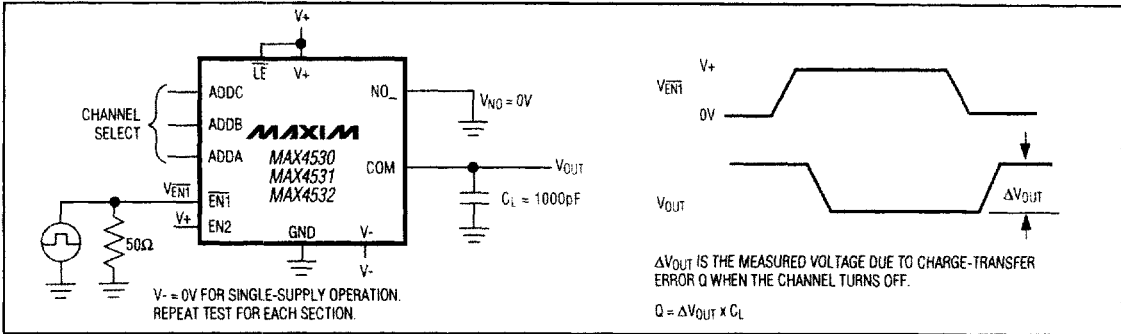 V+
LE
V+
ADDC
NO_
VNO = 0V
CHANNEL
SELECT
ADDB
MAXIM
ADDA
MAX4530
MAX4531
MAX4532
COM
VOUT
VEN1
EN1
CL = 1000pF
V+
EN2
50Ω
GND
V-
V-
V- = 0V FOR SINGLE-SUPPLY OPERATION.
REPEAT TEST FOR EACH SECTION.
V+
VEN1
0V
VOUT
ΔVOUT
ΔVOUT IS THE MEASURED VOLTAGE DUE TO CHARGE-TRANSFER
ERROR Q WHEN THE CHANNEL TURNS OFF.
Q = ΔVOUT x CL